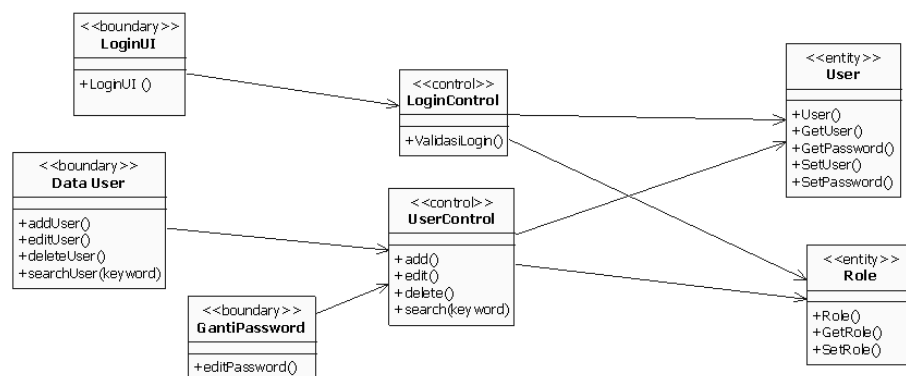 <<boundary>>
LoginUI
+LoginUI ()
<<control>>
LoginControl
+ValidasiLogin()
<<entity>>
User
+User()
+GetUser()
+GetPassword()
+SetUser()
+SetPassword()
<<boundary>>
Data User
+addUser()
+editUser()
+deleteUser()
+searchUser(keyword)
<<control>>
UserControl
+add()
+edit()
+delete()
+search(keyword)
<<entity>>
Role
+Role()
+GetRole()
+SetRole()
<<boundary>>
GantiPassword
+editPassword()